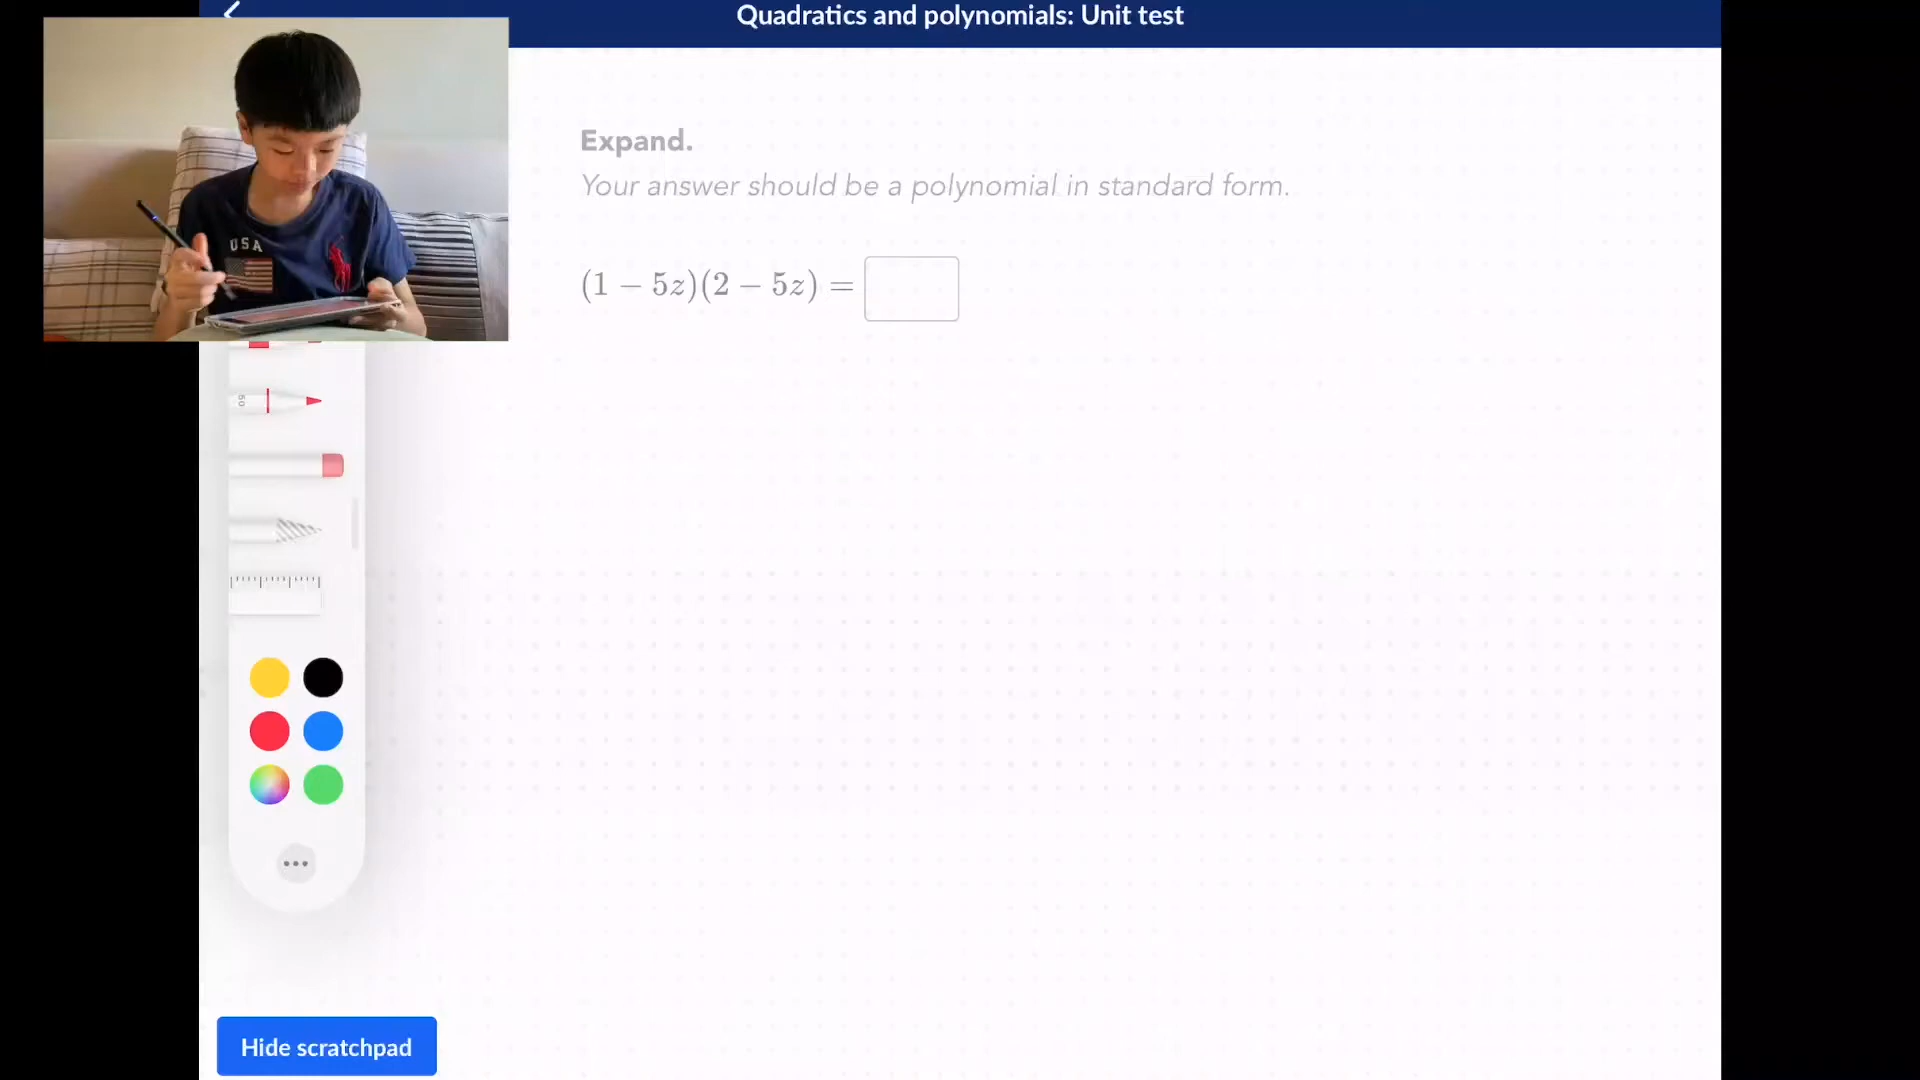 Quadratics and polynomials: Unit test
USA
Expand.
Your answer should be a polynomial in standard form.
(1 − 5z)(2 − 5z) =
50
Hide scratchpad